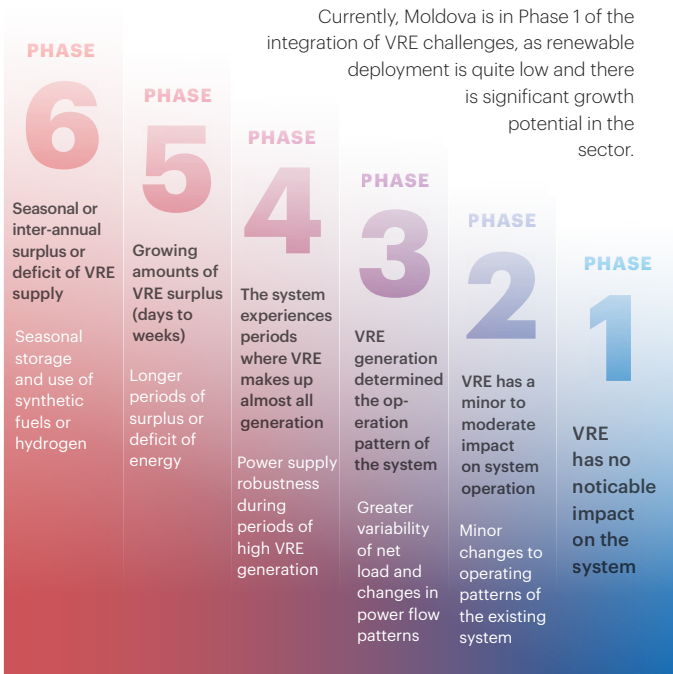 Currently, Moldova is in Phase 1 of the
integration of VRE challenges, as renewable
deployment is quite low and there
is significant growth
potential in the
sector.
PHASE
6
Seasonal or
inter-annual
surplus or
deficit of VRE
supply
Seasonal
storage
and use of
synthetic
fuels or
hydrogen
PHASE
5
Growing
amounts of
VRE surplus
(days to
weeks)
Longer
periods of
surplus or
deficit of
energy
PHASE
4
The system
experiences
periods
where VRE
makes up
almost all
generation
Power supply
robustness
during
periods of
high VRE
generation
PHASE
3
VRE
generation
determined
the op-
eration
pattern of
the system
Greater
variability
of net
load and
changes in
power flow
patterns
PHASE
2
VRE has a
minor to
moderate
impact
on system
operation
Minor
changes to
operating
patterns of
the existing
system
PHASE
1
VRE
has no
noticable
impact
on the
system